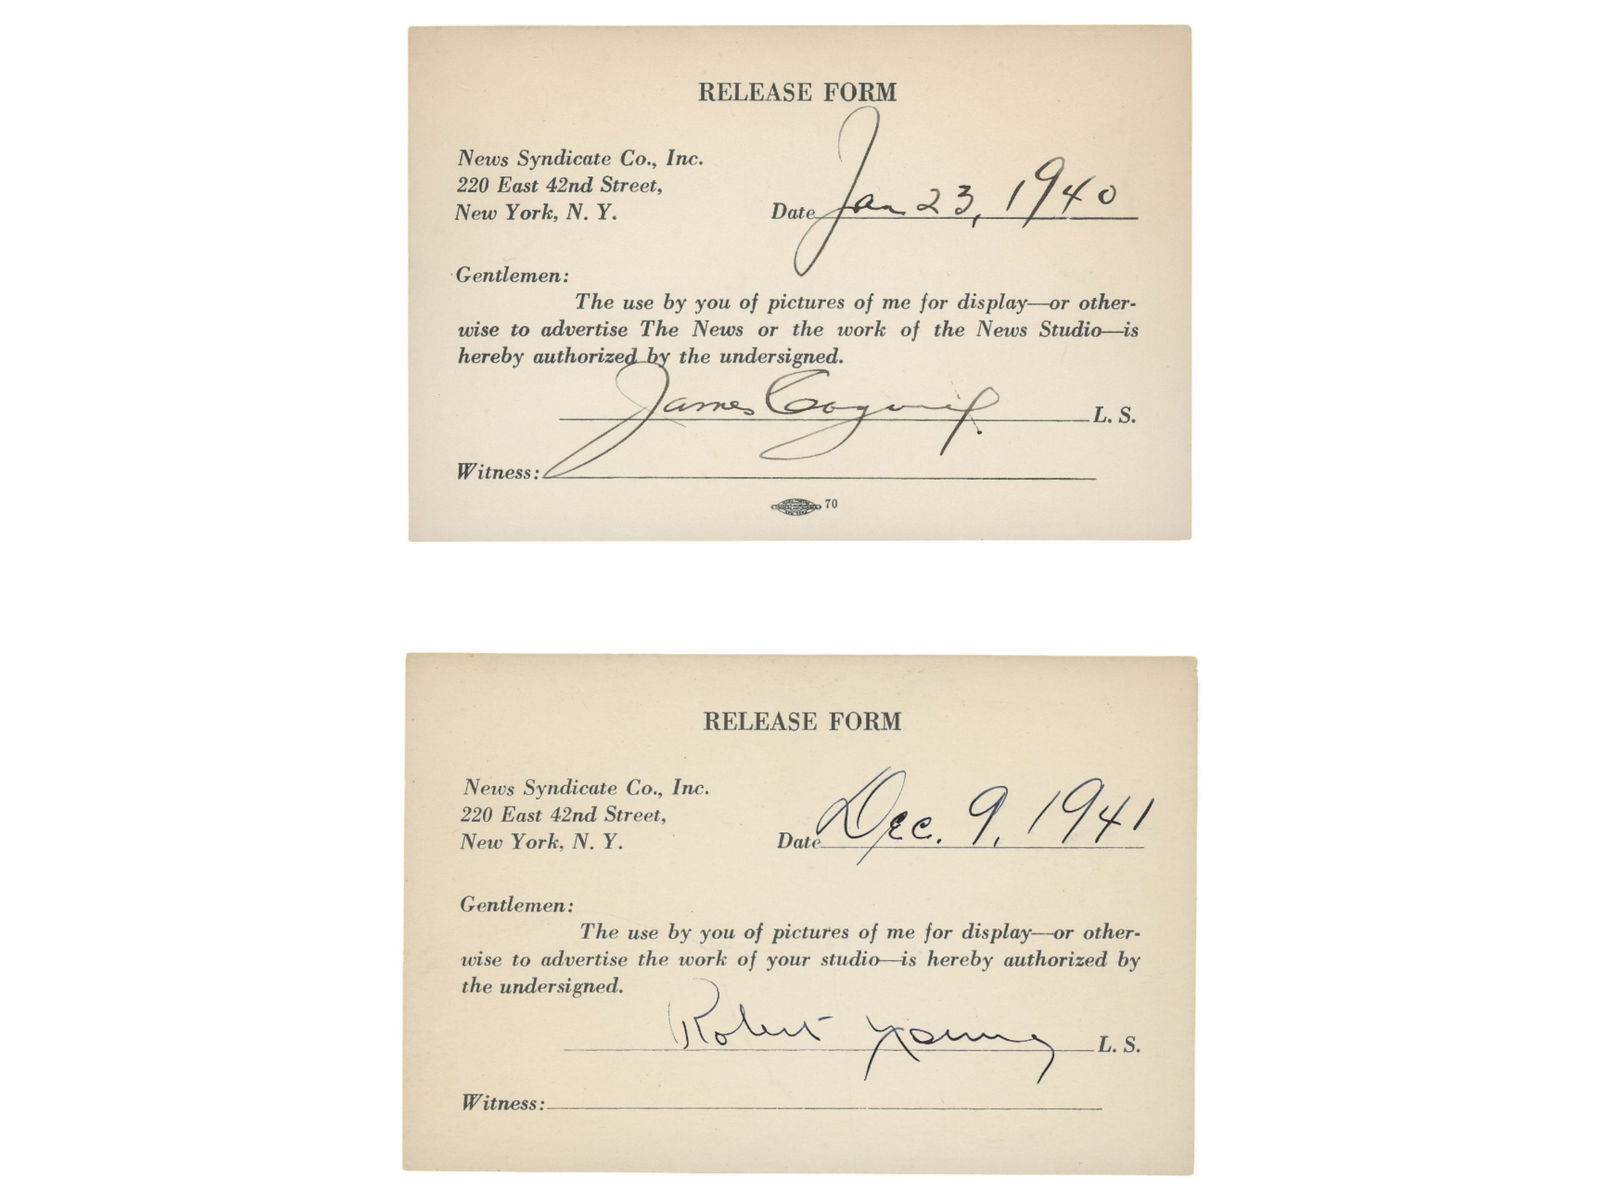 RELEASE FORM
News Syndicate Co., Inc.
220 East 42nd Street,
New York, N. Y.
Date Jan 23, 1940
Gentlemen:
The use by you of pictures of me for display—or other-
wise to advertise The News or the work of the News Studio—is
hereby authorized by the undersigned.
James Cagney L. S.
Witness:
70
RELEASE FORM
News Syndicate Co., Inc.
220 East 42nd Street,
New York, N. Y.
Date Dec. 9, 1941
Gentlemen:
The use by you of pictures of me for display—or other-
wise to advertise the work of your studio—is hereby authorized by
the undersigned.
Robert Young L. S.
Witness: